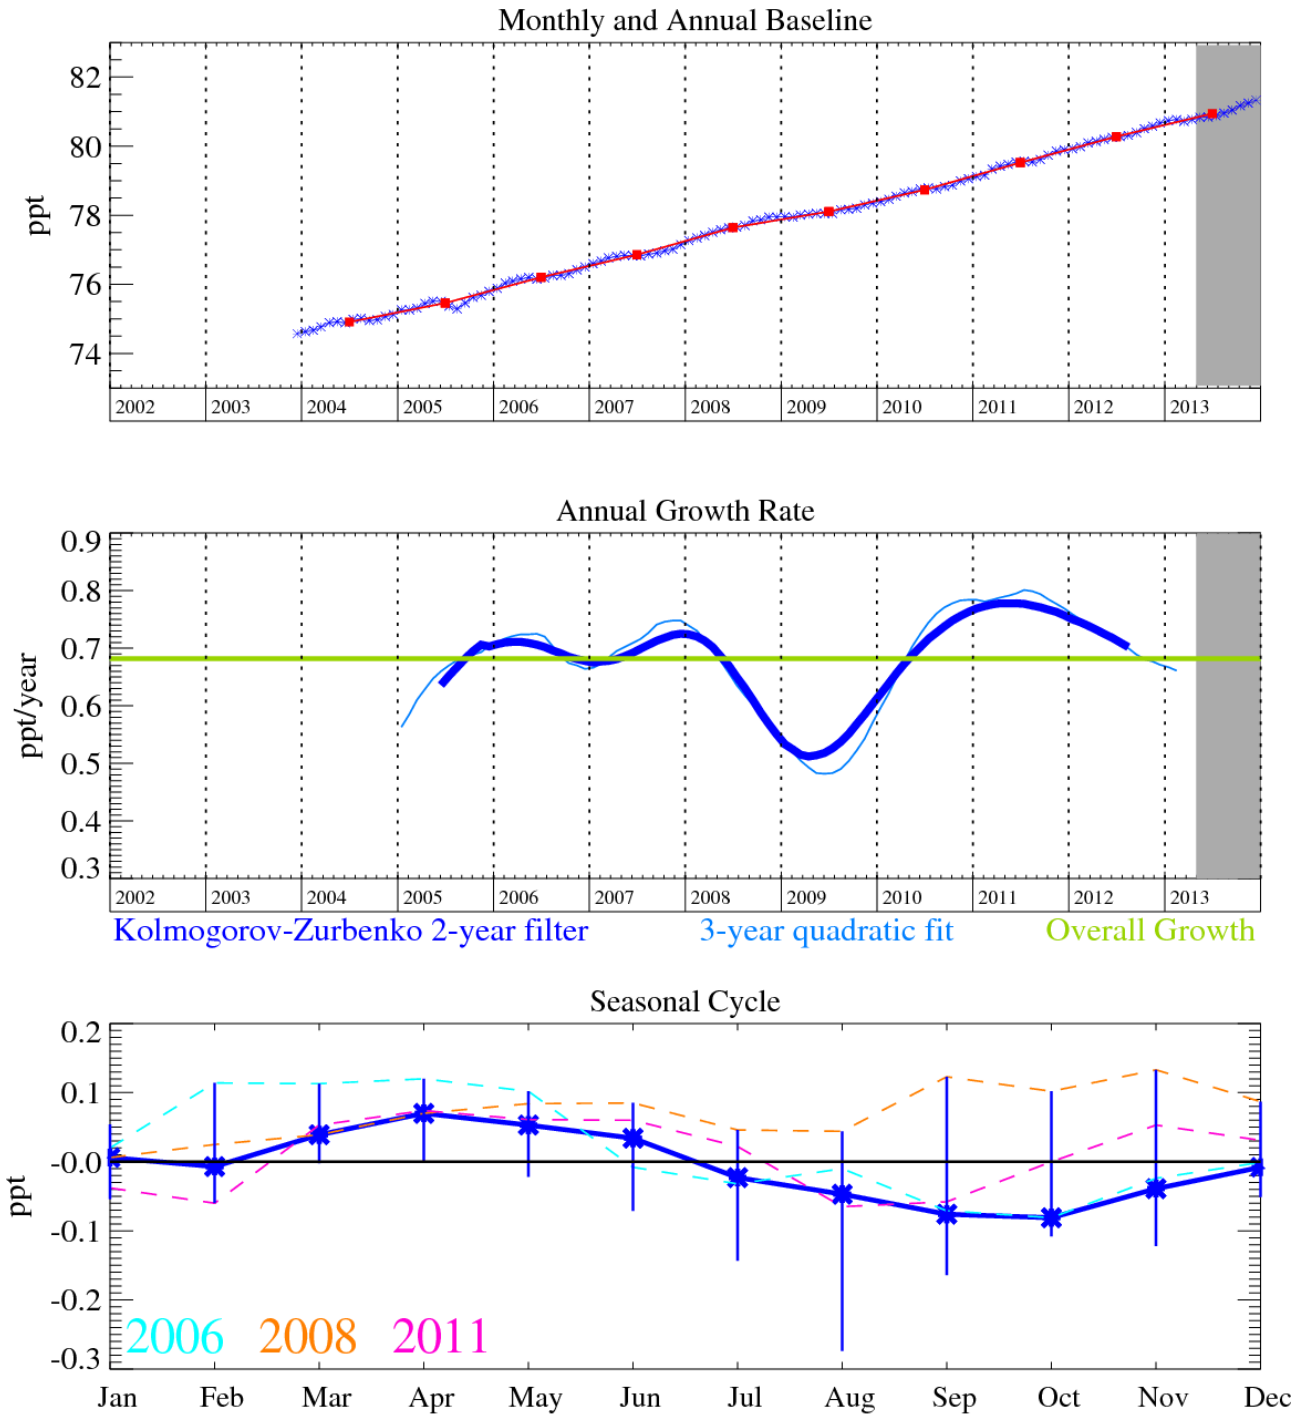 Monthly and Annual Baseline
82
80
78
76
74
ppt
2002 2003 2004 2005 2006 2007 2008 2009 2010 2011 2012 2013
Annual Growth Rate
0.9
0.8
0.7
0.6
0.5
0.4
0.3
ppt/year
2002 2003 2004 2005 2006 2007 2008 2009 2010 2011 2012 2013
Kolmogorov-Zurbenko 2-year filter 3-year quadratic fit Overall Growth
Seasonal Cycle
0.2
0.1
-0.0
-0.1
-0.2
-0.3
ppt
2006 2008 2011
Jan Feb Mar Apr May Jun Jul Aug Sep Oct Nov Dec